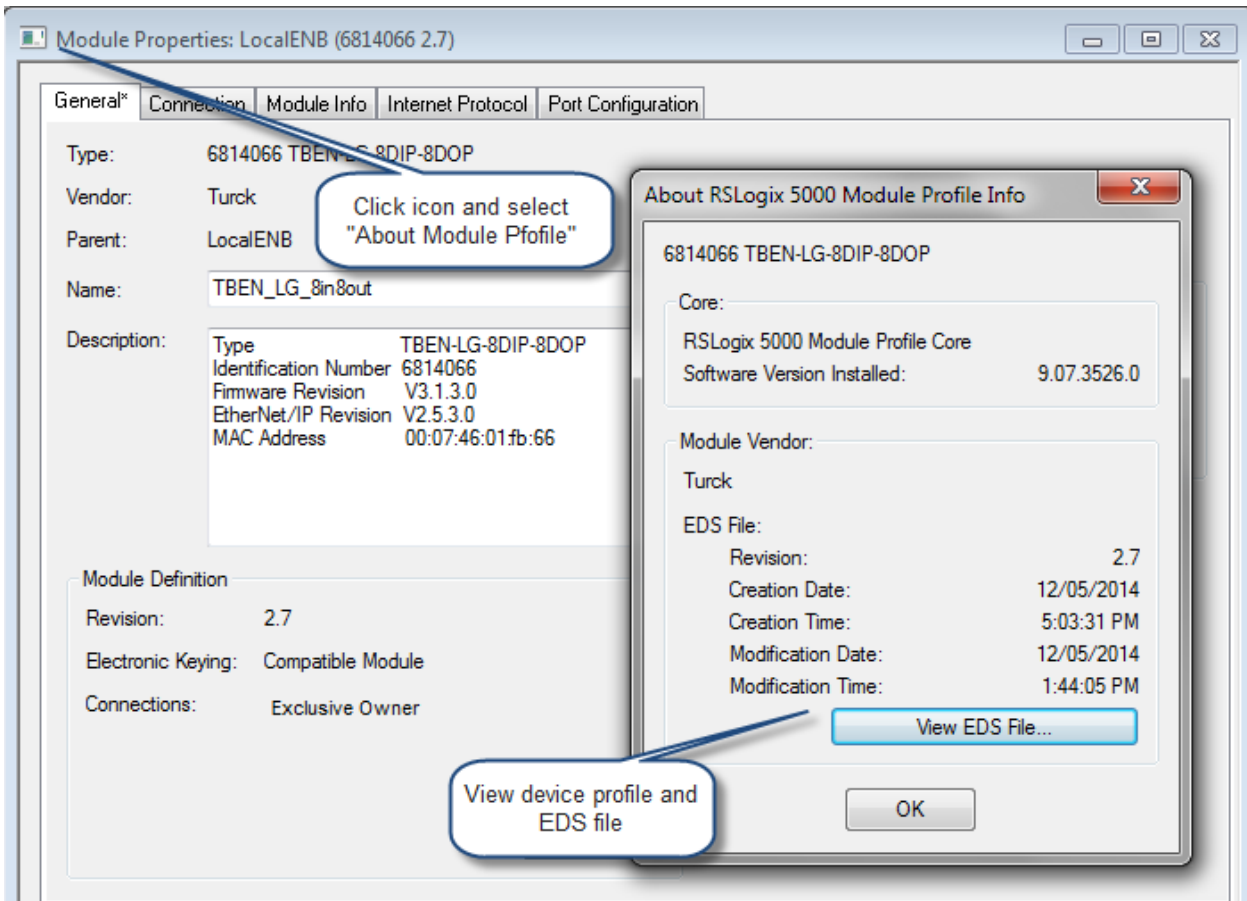 Module Properties: LocalENB (6814066 2.7)
General* Connection Module Info Internet Protocol Port Configuration
Type: 6814066 TBEN-LG-8DIP-8DOP
Vendor: Turck
Parent: LocalENB
Name: TBEN_LG_8in8out
Description: Type TBEN-LG-8DIP-8DOP
Identification Number 6814066
Firmware Revision V3.1.3.0
EtherNet/IP Revision V2.5.3.0
MAC Address 00:07:46:01:fb:66
Module Definition
Revision: 2.7
Electronic Keying: Compatible Module
Connections: Exclusive Owner
Click icon and select
"About Module Pfofile"
About RSLogix 5000 Module Profile Info
6814066 TBEN-LG-8DIP-8DOP
Core:
RSLogix 5000 Module Profile Core
Software Version Installed: 9.07.3526.0
Module Vendor:
Turck
EDS File:
Revision: 2.7
Creation Date: 12/05/2014
Creation Time: 5:03:31 PM
Modification Date: 12/05/2014
Modification Time: 1:44:05 PM
View EDS File...
OK
View device profile and
EDS file